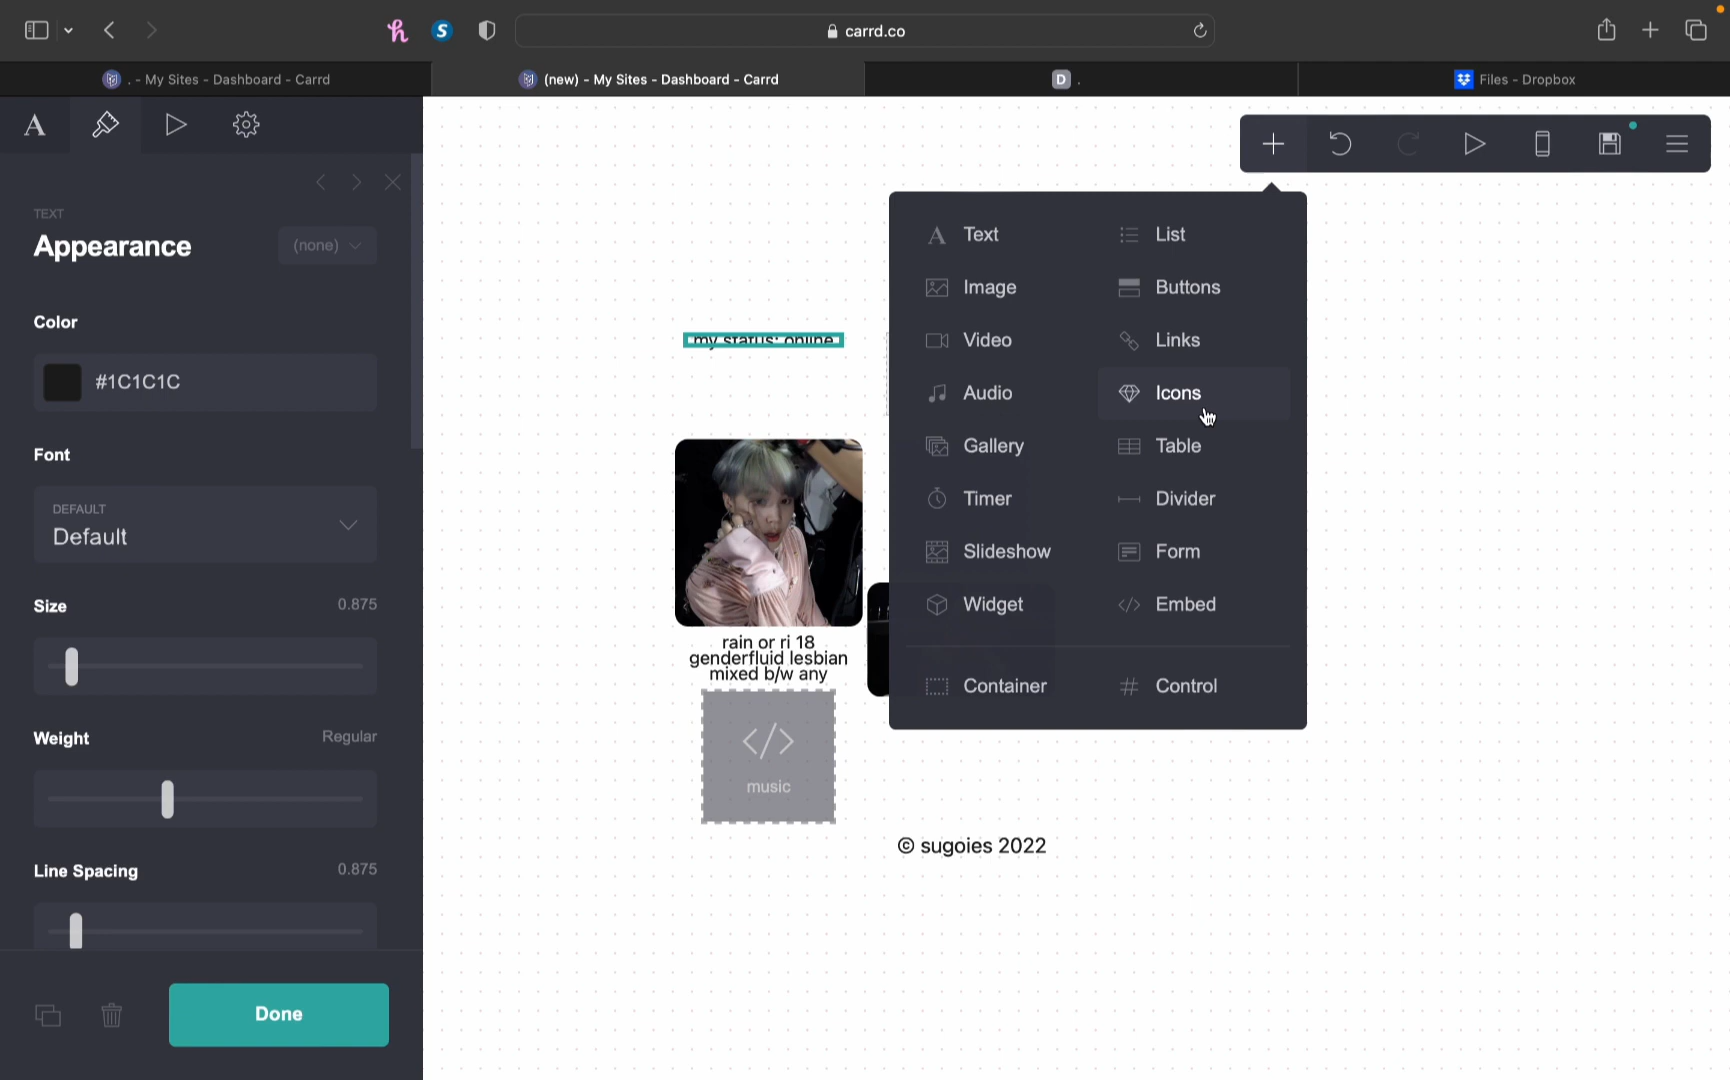 carrd.co
. - My Sites - Dashboard - Carrd
(new) - My Sites - Dashboard - Carrd
D .
Files - Dropbox
TEXT
Appearance
(none)
Color
#1C1C1C
Font
DEFAULT
Default
Size
0.875
Weight
Regular
Line Spacing
0.875
Done
my status: online
rain or ri 18
genderfluid lesbian
mixed b/w any
</>
music
© sugoies 2022
Text
List
Image
Buttons
Video
Links
Audio
Icons
Gallery
Table
Timer
Divider
Slideshow
Form
Widget
Embed
Container
Control